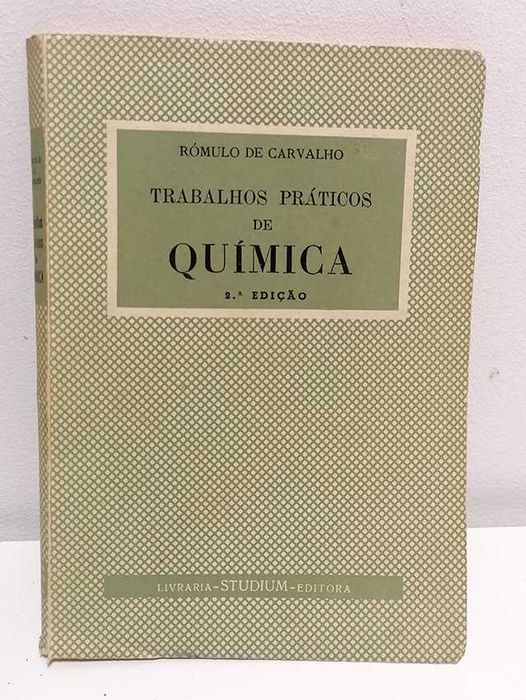 RÓMULO DE CARVALHO
TRABALHOS PRÁTICOS
DE
QUÍMICA
2.ª EDIÇÃO
LIVRARIA-STUDIUM-EDITORA